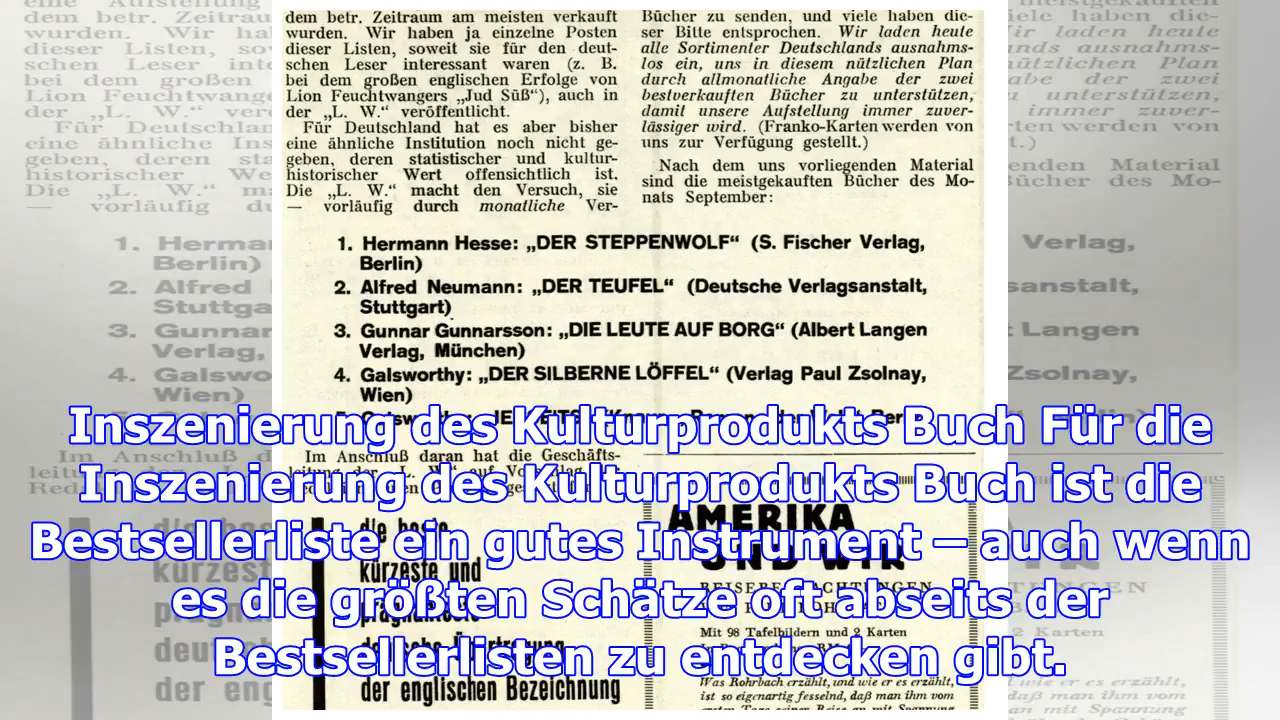 dem betr. Zeitraum am meisten verkauft
wurden. Wir haben ja einzelne Posten
dieser Listen, soweit sie für den deut-
schen Leser interessant waren (z. B.
bei dem großen englischen Erfolge von
Lion Feuchtwangers „Jud Süß“), auch in
der „L. W.“ veröffentlicht.
Für Deutschland hat es aber bisher
eine ähnliche Institution noch nicht ge-
geben, deren statistischer und kultur-
historischer Wert offensichtlich ist.
Die „L. W.“ macht den Versuch, sie
— vorläufig durch monatliche Ver-
Bücher zu senden, und viele haben die-
ser Bitte entsprochen. Wir laden heute
alle Sortimenter Deutschlands ausnahms-
los ein, uns in diesem nützlichen Plan
durch allmonatliche Angabe der zwei
bestverkauften Bücher zu unterstützen,
damit unsere Aufstellung immer zuver-
lässiger wird. (Franko-Karten werden von
uns zur Verfügung gestellt.)
Nach dem uns vorliegenden Material
sind die meistgekauften Bücher des Mo-
nats September:
1. Hermann Hesse: „DER STEPPENWOLF“ (S. Fischer Verlag,
Berlin)
2. Alfred Neumann: „DER TEUFEL“ (Deutsche Verlagsanstalt,
Stuttgart)
3. Gunnar Gunnarsson: „DIE LEUTE AUF BORG“ (Albert Langen
Verlag, München)
4. Galsworthy: „DER SILBERNE LÖFFEL“ (Verlag Paul Zsolnay,
Wien)
Inszenierung des Kulturprodukts Buch Für die
Inszenierung des Kulturprodukts Buch ist die
Bestsellerliste ein gutes Instrument – auch wenn
es die größten Schätze oft abseits der
Bestsellerlisten zu entdecken gibt.
Im Anschluß daran hat die Geschäfts-
die beste
kürzeste und
der englischen Bezeichnung
AMERIKA
UND WIR
Mit 98 Tafelbildern und 2 Karten
Was Rohrbach erzählt, und wie er es erzählt,
ist so eigenartig fesselnd, daß man ihm vom